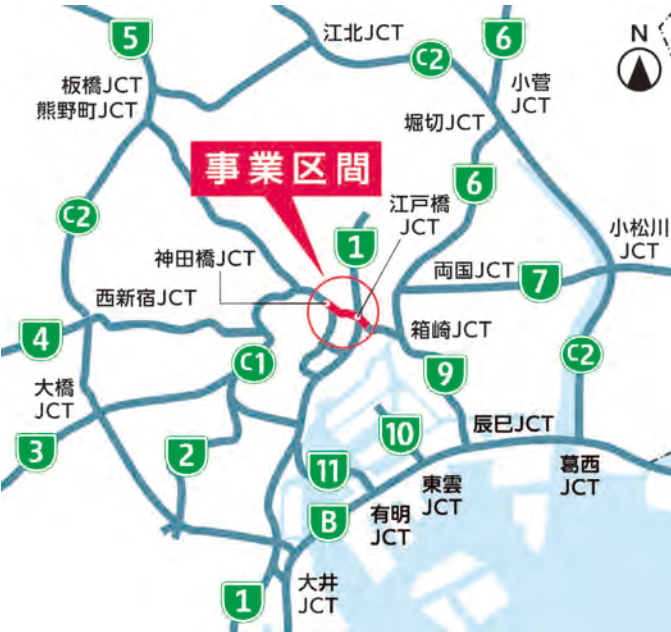 5
江北JCT
6
N
C2
板橋JCT
熊野町JCT
小菅
JCT
堀切JCT
事業区間
6
江戸橋
JCT
C2
1
小松川
JCT
神田橋JCT
両国JCT
7
西新宿JCT
箱崎JCT
4
C1
9
C2
大橋
JCT
10
辰巳JCT
3
2
11
東雲
JCT
葛西
JCT
B
有明
JCT
大井
JCT
1